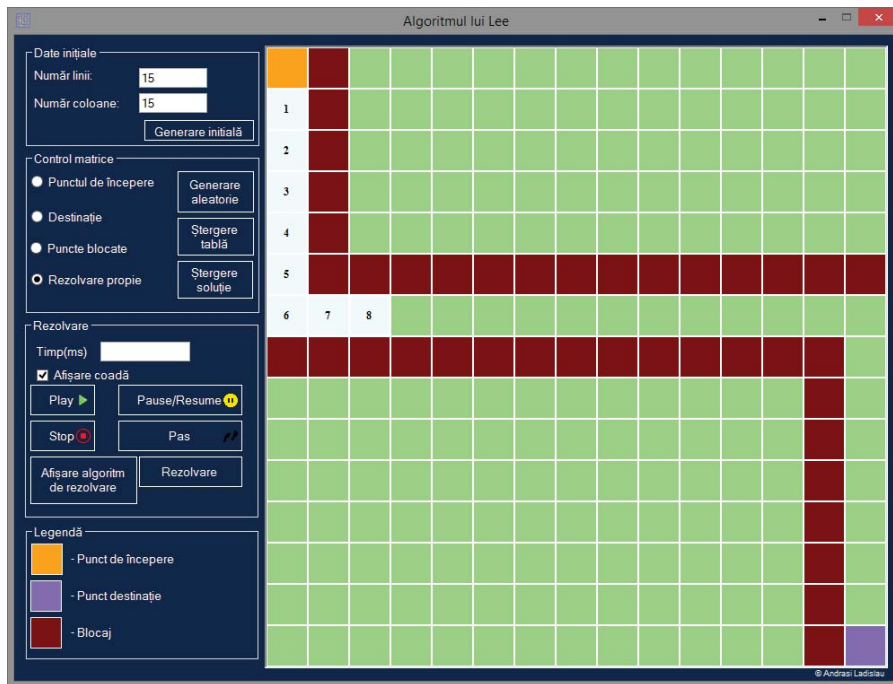 Algoritmul lui Lee
Date inițiale
Număr linii: 15
Număr coloane: 15
Generare inițială
Control matrice
Punctul de începere
Generare
aleatorie
Destinație
Ștergere
tablă
Puncte blocate
Rezolvare propie
Ștergere
soluție
Rezolvare
Timp(ms)
Afișare coadă
Play
Pause/Resume
Stop
Pas
Afișare algoritm
de rezolvare
Rezolvare
Legendă
- Punct de începere
- Punct destinație
- Blocaj
1
2
3
4
5
6 7 8
© Andrasi Ladislau